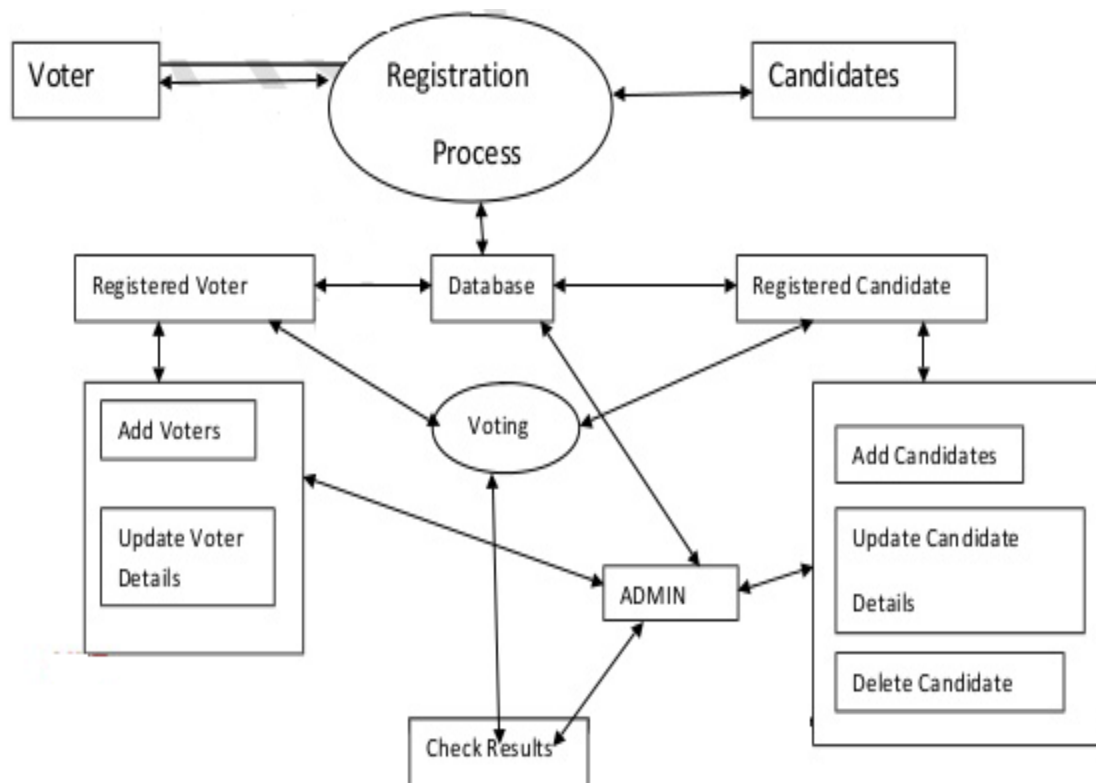 Voter
Registration
Process
Candidates
Registered Voter
Database
Registered Candidate
Add Voters
Voting
Add Candidates
Update Voter
Details
Update Candidate
Details
ADMIN
Delete Candidate
Check Results